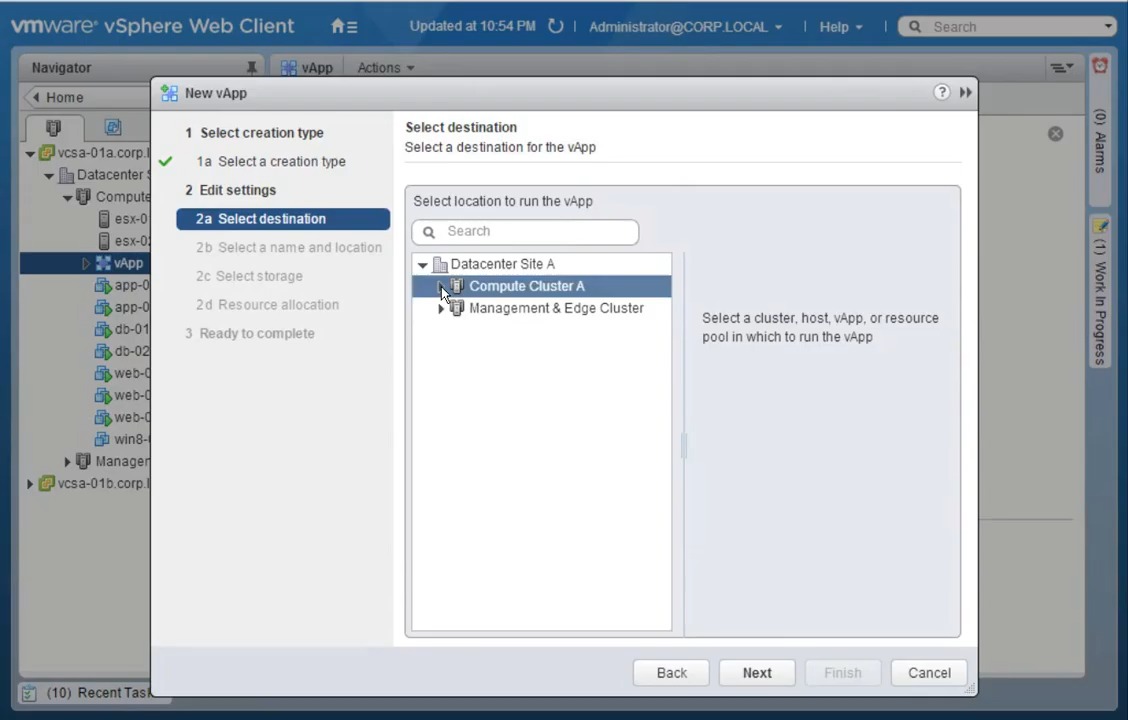 vmware® vSphere Web Client
Updated at 10:54 PM
Administrator@CORP.LOCAL
Help
Search
Navigator
vApp
Actions
Home
vcsa-01a.corp.l
Datacenter S
Compute
esx-0
esx-02
vApp
app-0
app-0
db-01
db-02
web-0
web-0
web-0
win8-
Manager
vcsa-01b.corp.l
(10) Recent Task
New vApp
?
1 Select creation type
1a Select a creation type
2 Edit settings
2a Select destination
2b Select a name and location
2c Select storage
2d Resource allocation
3 Ready to complete
Select destination
Select a destination for the vApp
Select location to run the vApp
Search
Datacenter Site A
Compute Cluster A
Management & Edge Cluster
Select a cluster, host, vApp, or resource
pool in which to run the vApp
Back
Next
Finish
Cancel
(0) Alarms
(1) Work In Progress